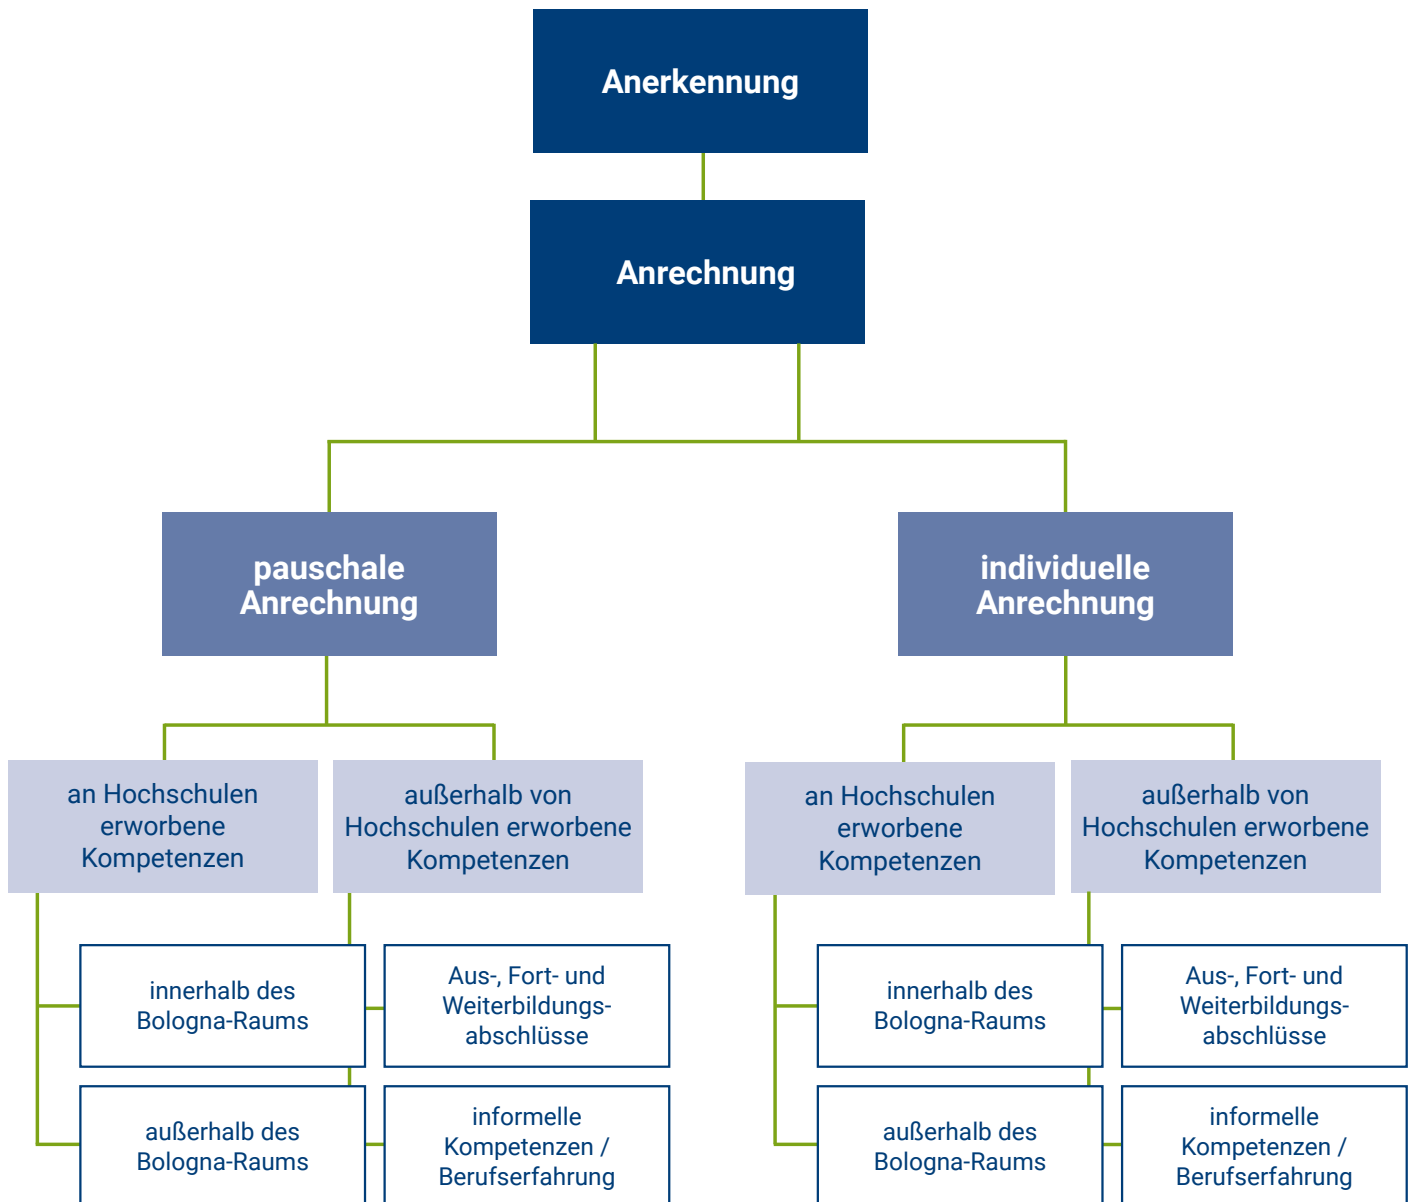 Anerkennung
Anrechnung
pauschale
Anrechnung
individuelle
Anrechnung
an Hochschulen
erworbene
Kompetenzen
außerhalb von
Hochschulen erworbene
Kompetenzen
an Hochschulen
erworbene
Kompetenzen
außerhalb von
Hochschulen erworbene
Kompetenzen
innerhalb des
Bologna-Raums
Aus-, Fort- und
Weiterbildungs-
abschlüsse
innerhalb des
Bologna-Raums
Aus-, Fort- und
Weiterbildungs-
abschlüsse
außerhalb des
Bologna-Raums
informelle
Kompetenzen /
Berufserfahrung
außerhalb des
Bologna-Raums
informelle
Kompetenzen /
Berufserfahrung